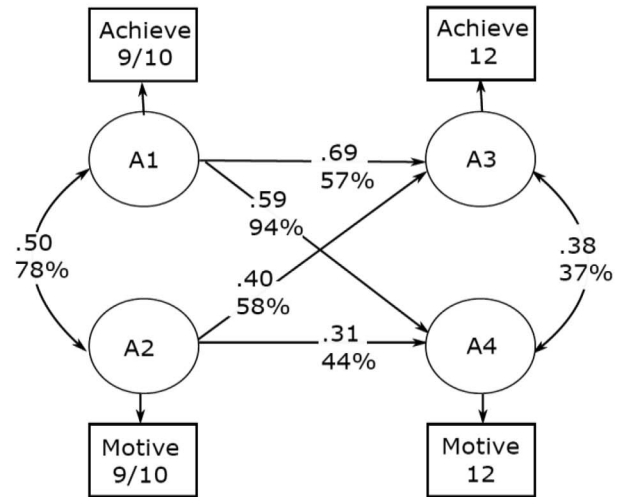 Achieve
9/10
Achieve
12
A1
A3
.69
57%
.59
94%
.50
78%
.38
37%
.40
58%
A2
A4
.31
44%
Motive
9/10
Motive
12